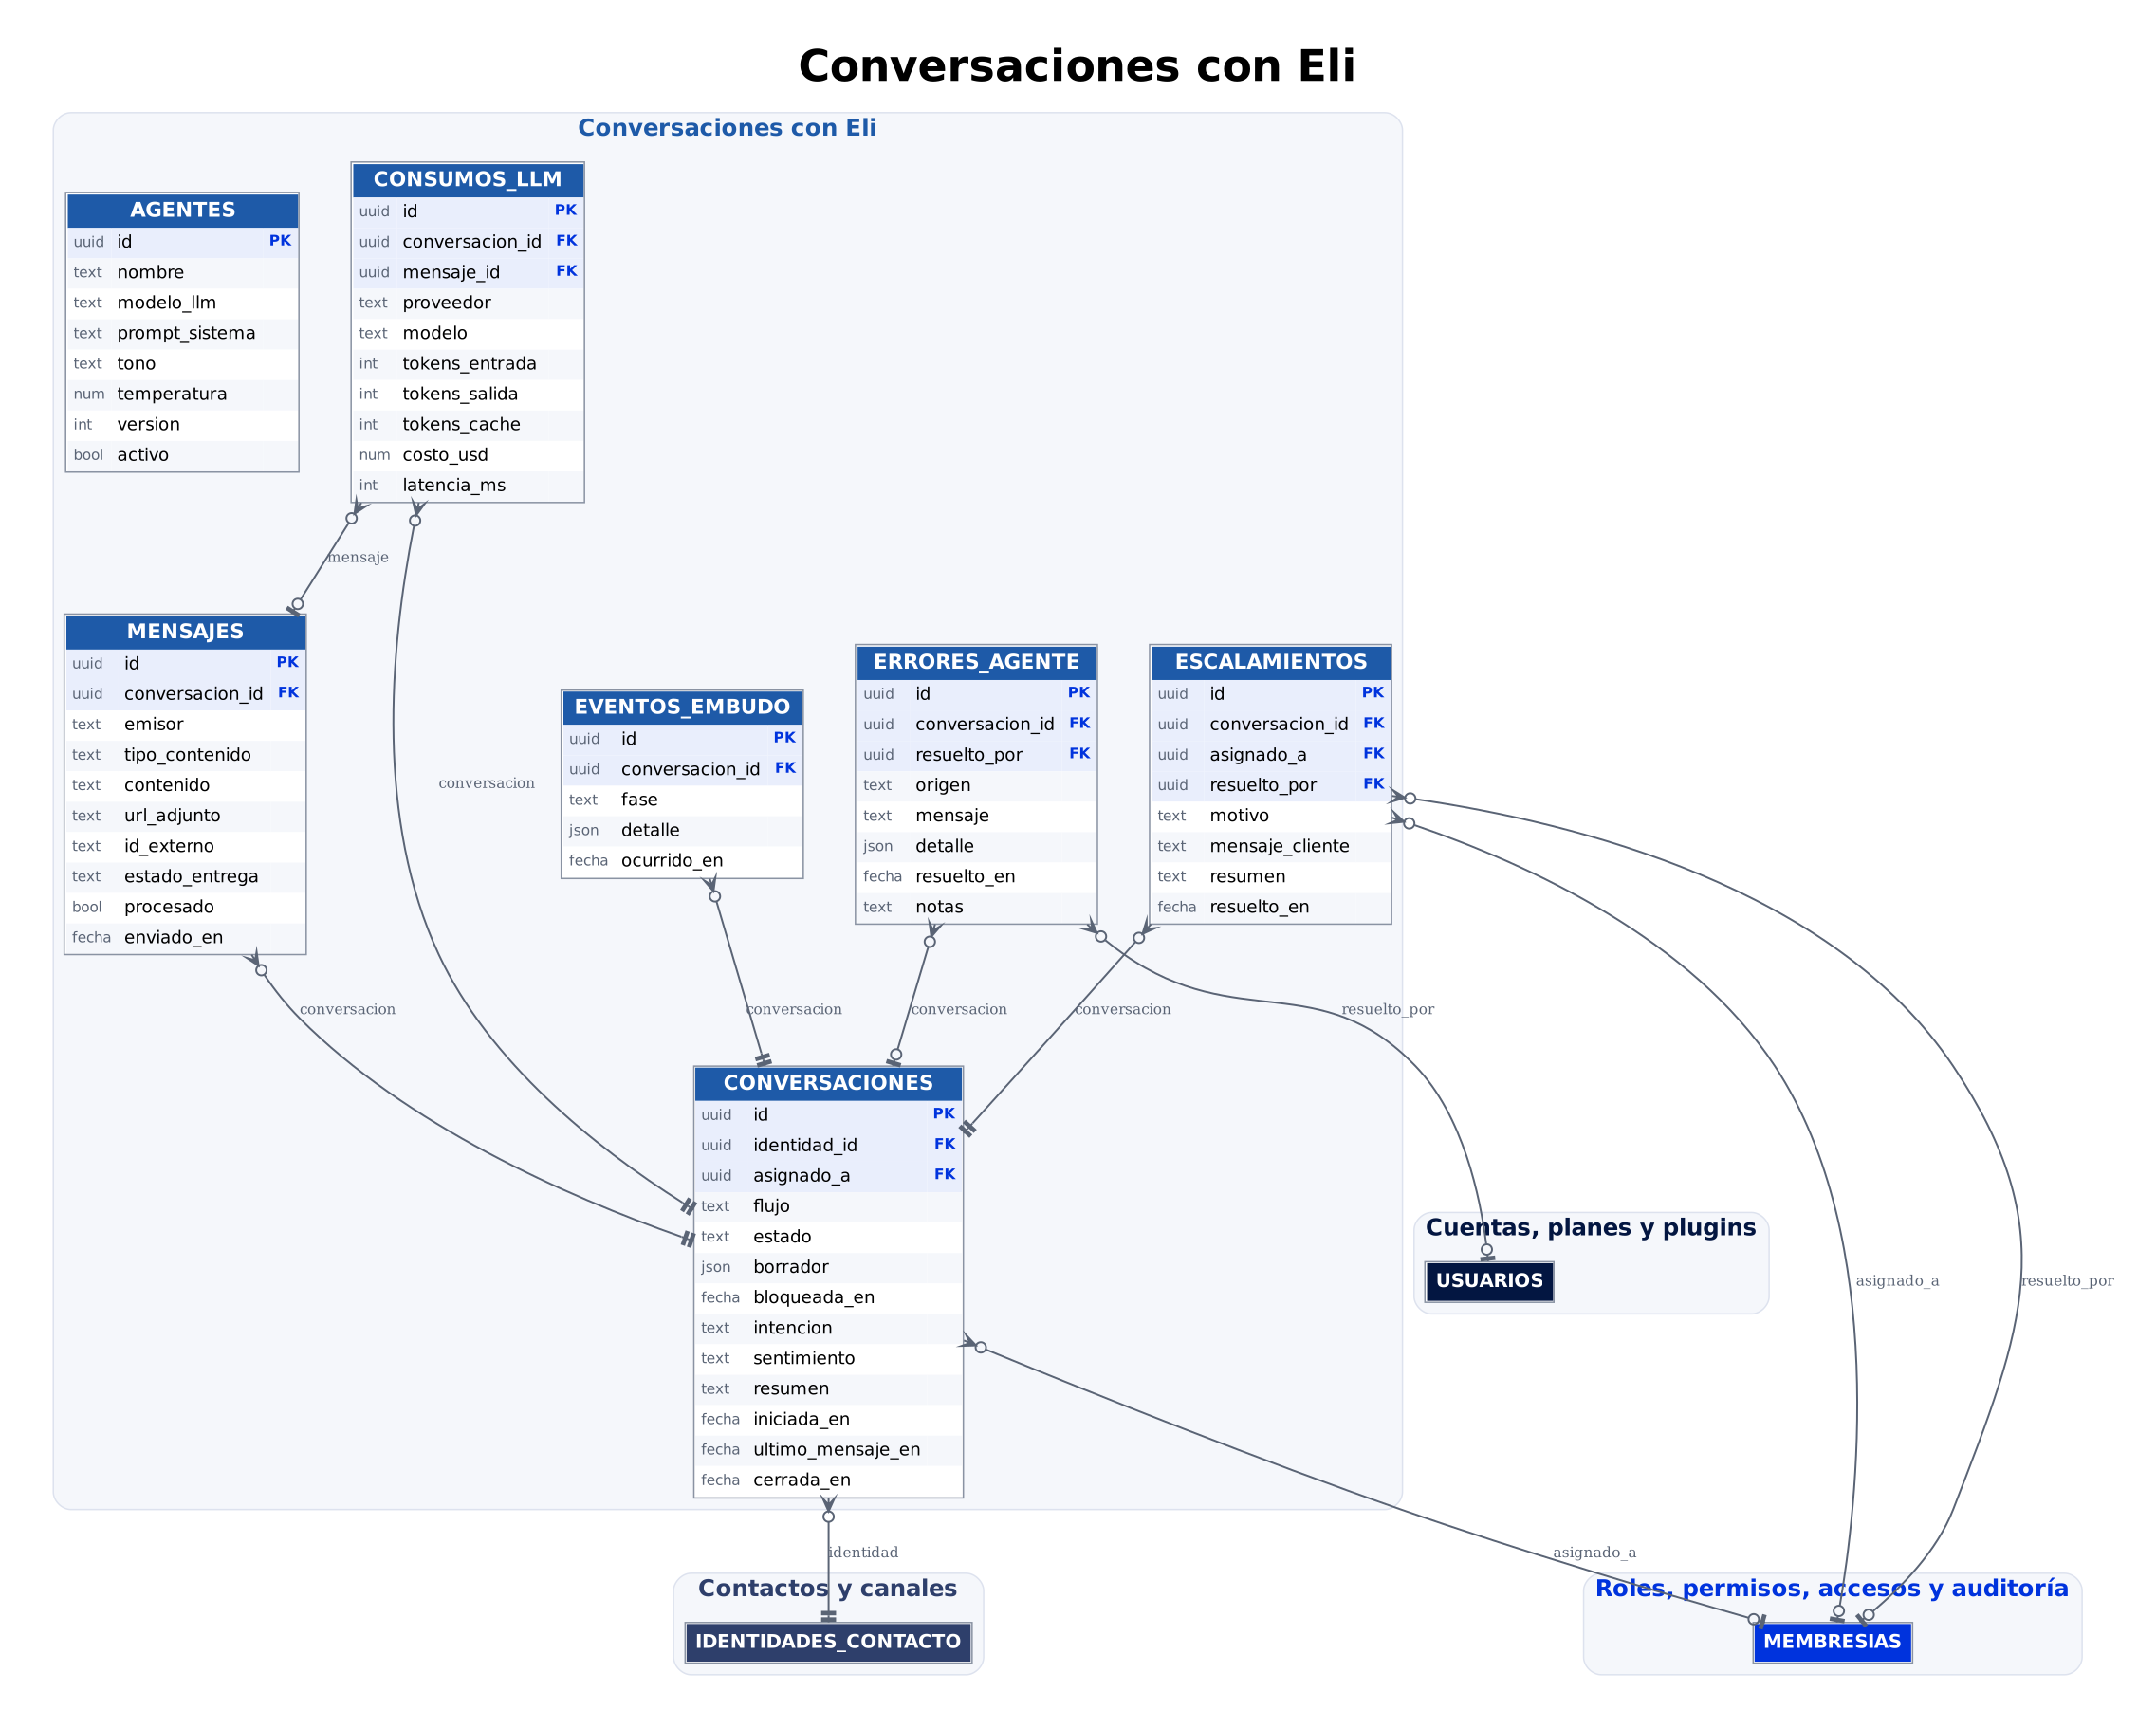 Conversaciones con Eli
Conversaciones con Eli
AGENTES
uuid id PK
text nombre
text modelo_llm
text prompt_sistema
text tono
num temperatura
int version
bool activo
CONSUMOS_LLM
uuid id PK
uuid conversacion_id FK
uuid mensaje_id FK
text proveedor
text modelo
int tokens_entrada
int tokens_salida
int tokens_cache
num costo_usd
int latencia_ms
mensaje
conversacion
MENSAJES
uuid id PK
uuid conversacion_id FK
text emisor
text tipo_contenido
text contenido
text url_adjunto
text id_externo
text estado_entrega
bool procesado
fecha enviado_en
EVENTOS_EMBUDO
uuid id PK
uuid conversacion_id FK
text fase
json detalle
fecha ocurrido_en
ERRORES_AGENTE
uuid id PK
uuid conversacion_id FK
uuid resuelto_por FK
text origen
text mensaje
json detalle
fecha resuelto_en
text notas
ESCALAMIENTOS
uuid id PK
uuid conversacion_id FK
uuid asignado_a FK
uuid resuelto_por FK
text motivo
text mensaje_cliente
text resumen
fecha resuelto_en
conversacion
conversacion
conversacion
conversacion
resuelto_por
CONVERSACIONES
uuid id PK
uuid identidad_id FK
uuid asignado_a FK
text flujo
text estado
json borrador
fecha bloqueada_en
text intencion
text sentimiento
text resumen
fecha iniciada_en
fecha ultimo_mensaje_en
fecha cerrada_en
Cuentas, planes y plugins
USUARIOS
asignado_a
resuelto_por
identidad
asignado_a
Contactos y canales
IDENTIDADES_CONTACTO
Roles, permisos, accesos y auditoría
MEMBRESIAS